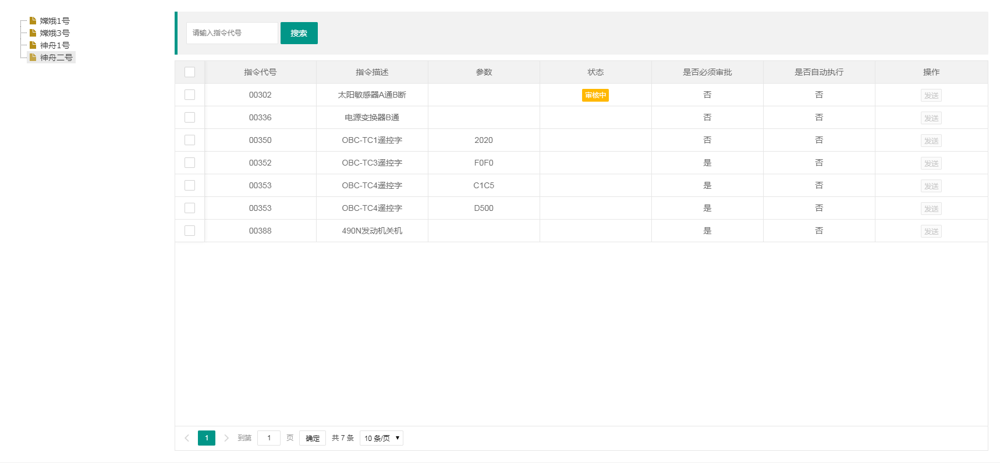 嫦娥1号
嫦娥3号
神舟1号
神舟二号
请输入指令代号 搜索
指令代号 指令描述 参数 状态 是否必须审批 是否自动执行 操作
00302 太阳敏感器A通B断 审核中 否 否 发送
00336 电源变换器B通 否 否 发送
00350 OBC-TC1遥控字 2020 否 否 发送
00352 OBC-TC3遥控字 F0F0 是 否 发送
00353 OBC-TC4遥控字 C1C5 是 否 发送
00353 OBC-TC4遥控字 D500 是 否 发送
00388 490N发动机关机 是 否 发送
1 到第 1 页 确定 共 7 条 10 条/页